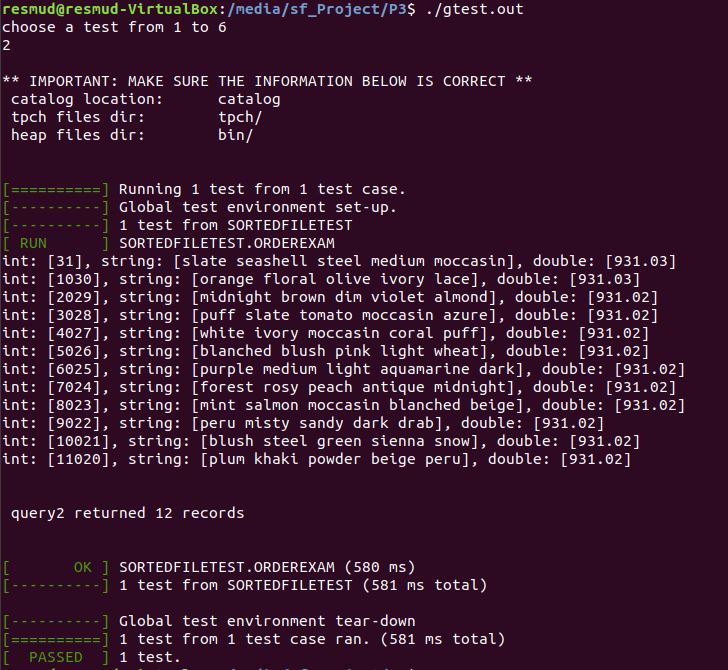 resmud@resmud-VirtualBox:/media/sf_Project/P3$ ./gtest.out
choose a test from 1 to 6
2
** IMPORTANT: MAKE SURE THE INFORMATION BELOW IS CORRECT **
catalog location: catalog
tpch files dir: tpch/
heap files dir: bin/
[==========] Running 1 test from 1 test case.
[----------] Global test environment set-up.
[----------] 1 test from SORTEDFILETEST
[ RUN      ] SORTEDFILETEST.ORDEREXAM
int: [31], string: [slate seashell steel medium moccasin], double: [931.03]
int: [1030], string: [orange floral olive ivory lace], double: [931.03]
int: [2029], string: [midnight brown dim violet almond], double: [931.02]
int: [3028], string: [puff slate tomato moccasin azure], double: [931.02]
int: [4027], string: [white ivory moccasin coral puff], double: [931.02]
int: [5026], string: [blanched blush pink light wheat], double: [931.02]
int: [6025], string: [purple medium light aquamarine dark], double: [931.02]
int: [7024], string: [forest rosy peach antique midnight], double: [931.02]
int: [8023], string: [mint salmon moccasin blanched beige], double: [931.02]
int: [9022], string: [peru misty sandy dark drab], double: [931.02]
int: [10021], string: [blush steel green sienna snow], double: [931.02]
int: [11020], string: [plum khaki powder beige peru], double: [931.02]
query2 returned 12 records
[       OK ] SORTEDFILETEST.ORDEREXAM (580 ms)
[----------] 1 test from SORTEDFILETEST (581 ms total)
[----------] Global test environment tear-down
[==========] 1 test from 1 test case ran. (581 ms total)
[  PASSED  ] 1 test.